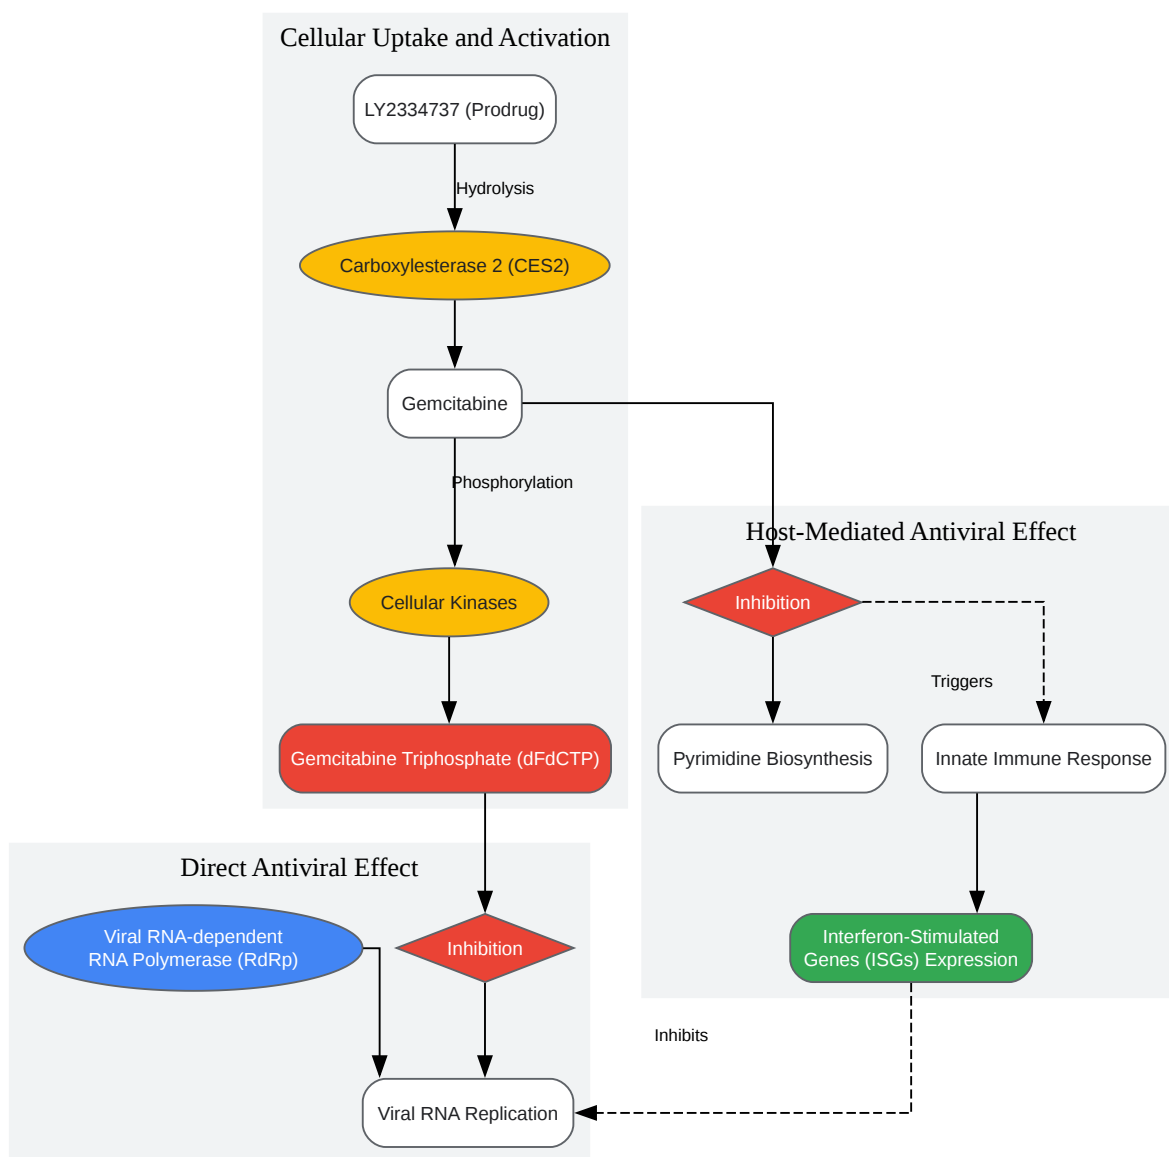 Cellular Uptake and Activation
LY2334737 (Prodrug)
Hydrolysis
Carboxylesterase 2 (CES2)
Gemcitabine
Phosphorylation
Cellular Kinases
Gemcitabine Triphosphate (dFdCTP)
Host-Mediated Antiviral Effect
Inhibition
Triggers
Pyrimidine Biosynthesis
Innate Immune Response
Interferon-Stimulated
Genes (ISGs) Expression
Inhibits
Direct Antiviral Effect
Viral RNA-dependent
RNA Polymerase (RdRp)
Inhibition
Viral RNA Replication